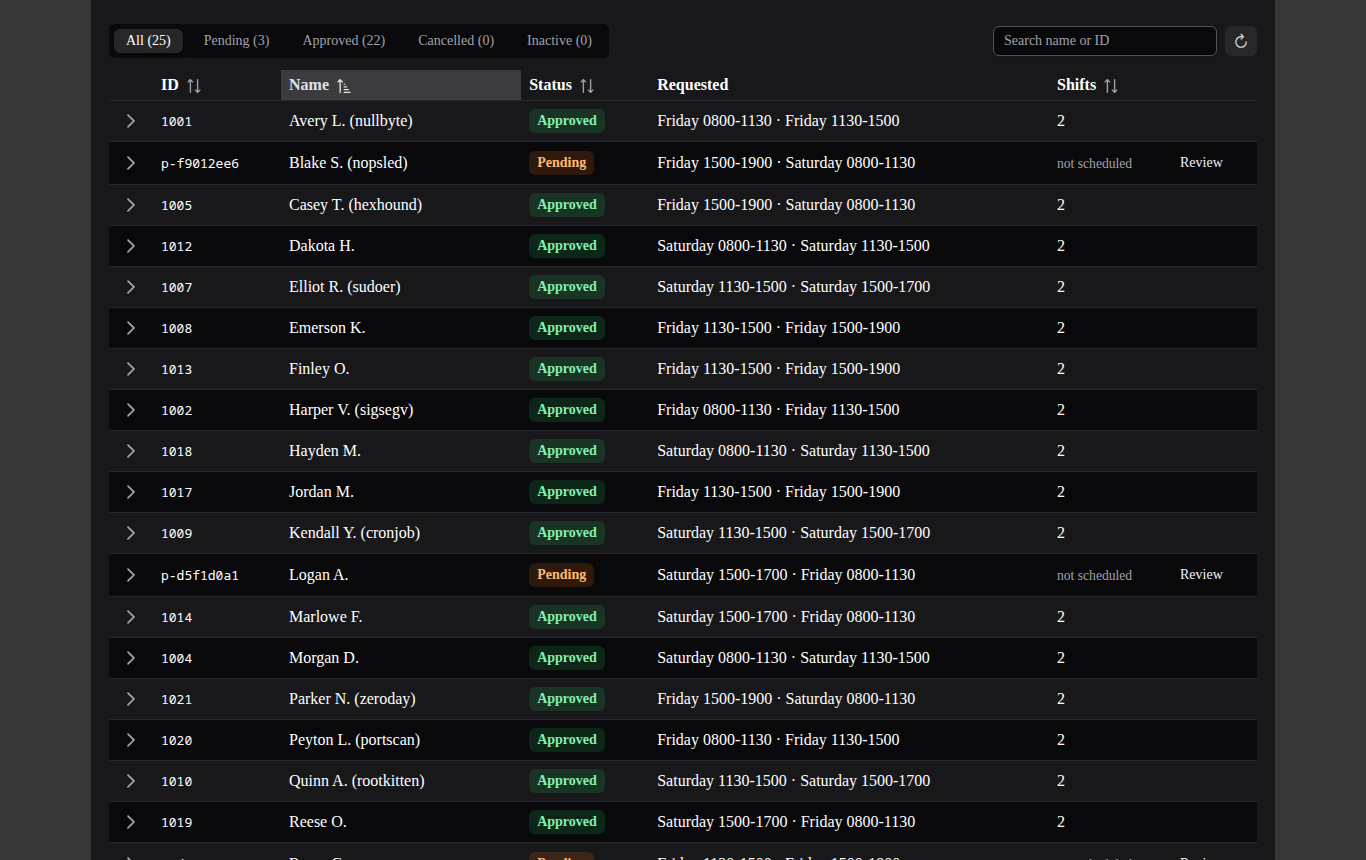 All (25) Pending (3) Approved (22) Cancelled (0) Inactive (0) Search name or ID
ID Name Status Requested Shifts
1001 Avery L. (nullbyte) Approved Friday 0800-1130 · Friday 1130-1500 2
p-f9012ee6 Blake S. (nopsled) Pending Friday 1500-1900 · Saturday 0800-1130 not scheduled Review
1005 Casey T. (hexhound) Approved Friday 1500-1900 · Saturday 0800-1130 2
1012 Dakota H. Approved Saturday 0800-1130 · Saturday 1130-1500 2
1007 Elliot R. (sudoer) Approved Saturday 1130-1500 · Saturday 1500-1700 2
1008 Emerson K. Approved Friday 1130-1500 · Friday 1500-1900 2
1013 Finley O. Approved Friday 1130-1500 · Friday 1500-1900 2
1002 Harper V. (sigsegv) Approved Friday 0800-1130 · Friday 1130-1500 2
1018 Hayden M. Approved Saturday 0800-1130 · Saturday 1130-1500 2
1017 Jordan M. Approved Friday 1130-1500 · Friday 1500-1900 2
1009 Kendall Y. (cronjob) Approved Saturday 1130-1500 · Saturday 1500-1700 2
p-d5f1d0a1 Logan A. Pending Saturday 1500-1700 · Friday 0800-1130 not scheduled Review
1014 Marlowe F. Approved Saturday 1500-1700 · Friday 0800-1130 2
1004 Morgan D. Approved Saturday 0800-1130 · Saturday 1130-1500 2
1021 Parker N. (zeroday) Approved Friday 1500-1900 · Saturday 0800-1130 2
1020 Peyton L. (portscan) Approved Friday 0800-1130 · Friday 1130-1500 2
1010 Quinn A. (rootkitten) Approved Saturday 1130-1500 · Saturday 1500-1700 2
1019 Reese O. Approved Saturday 1500-1700 · Friday 0800-1130 2